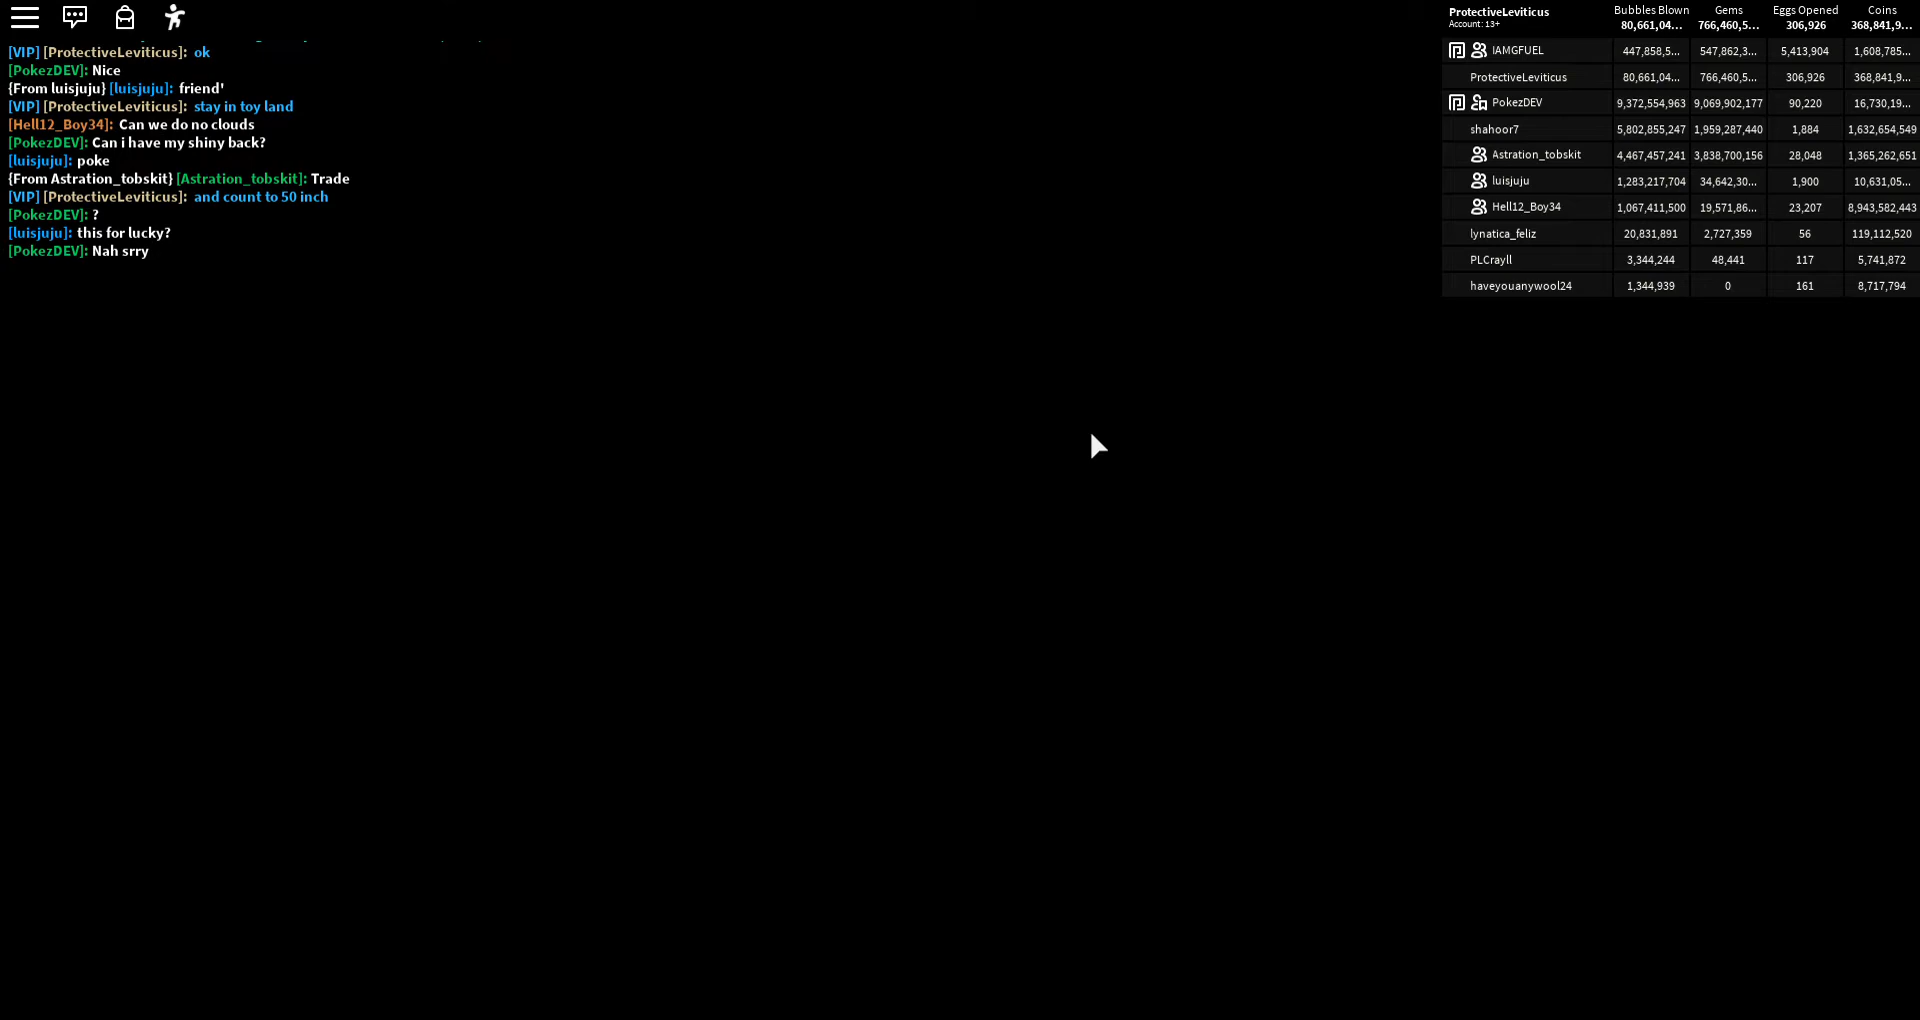 [VIP] [ProtectiveLeviticus]: ok
[PokezDEV]: Nice
{From luisjuju} [luisjuju]: friend'
[VIP] [ProtectiveLeviticus]: stay in toy land
[Hell12_Boy34]: Can we do no clouds
[PokezDEV]: Can i have my shiny back?
[luisjuju]: poke
{From Astration_tobskit} [Astration_tobskit]: Trade
[VIP] [ProtectiveLeviticus]: and count to 50 inch
[PokezDEV]: ?
[luisjuju]: this for lucky?
[PokezDEV]: Nah srry
ProtectiveLeviticus Bubbles Blown Gems Eggs Opened Coins
Account: 13+ 80,661,04... 766,460,5... 306,926 368,841,9...
IAMGFUEL 447,858,5... 547,862,3... 5,413,904 1,608,785...
ProtectiveLeviticus 80,661,04... 766,460,5... 306,926 368,841,9...
PokezDEV 9,372,554,963 9,069,902,177 90,220 16,730,19...
shahoor7 5,802,855,247 1,959,287,440 1,884 1,632,654,549
Astration_tobskit 4,467,457,241 3,838,700,156 28,048 1,365,262,651
luisjuju 1,283,217,704 34,642,30... 1,900 10,631,05...
Hell12_Boy34 1,067,411,500 19,571,86... 23,207 8,943,582,443
lynatica_feliz 20,831,891 2,727,359 56 119,112,520
PLCrayll 3,344,244 48,441 117 5,741,872
haveyouanywool24 1,344,939 0 161 8,717,794